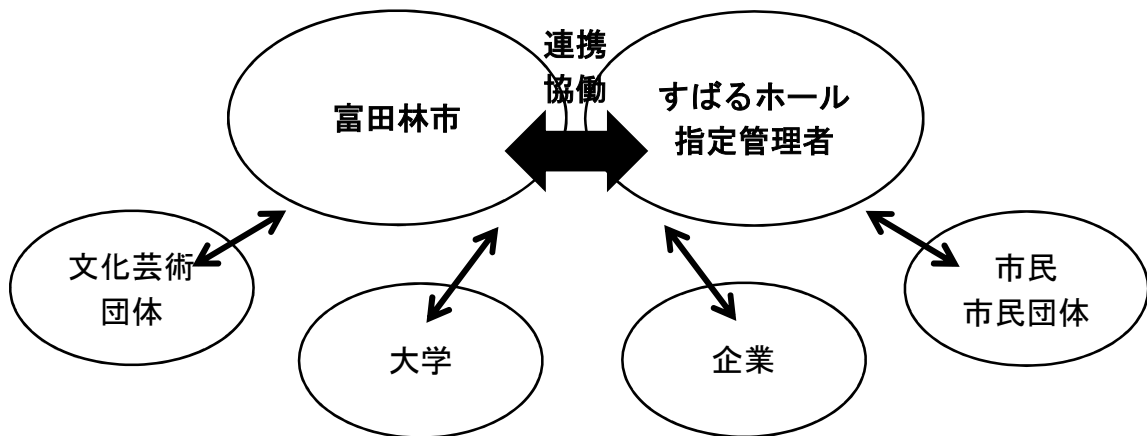 連携
協働
富田林市
すばるホール
指定管理者
文化芸術
団体
大学
企業
市民
市民団体